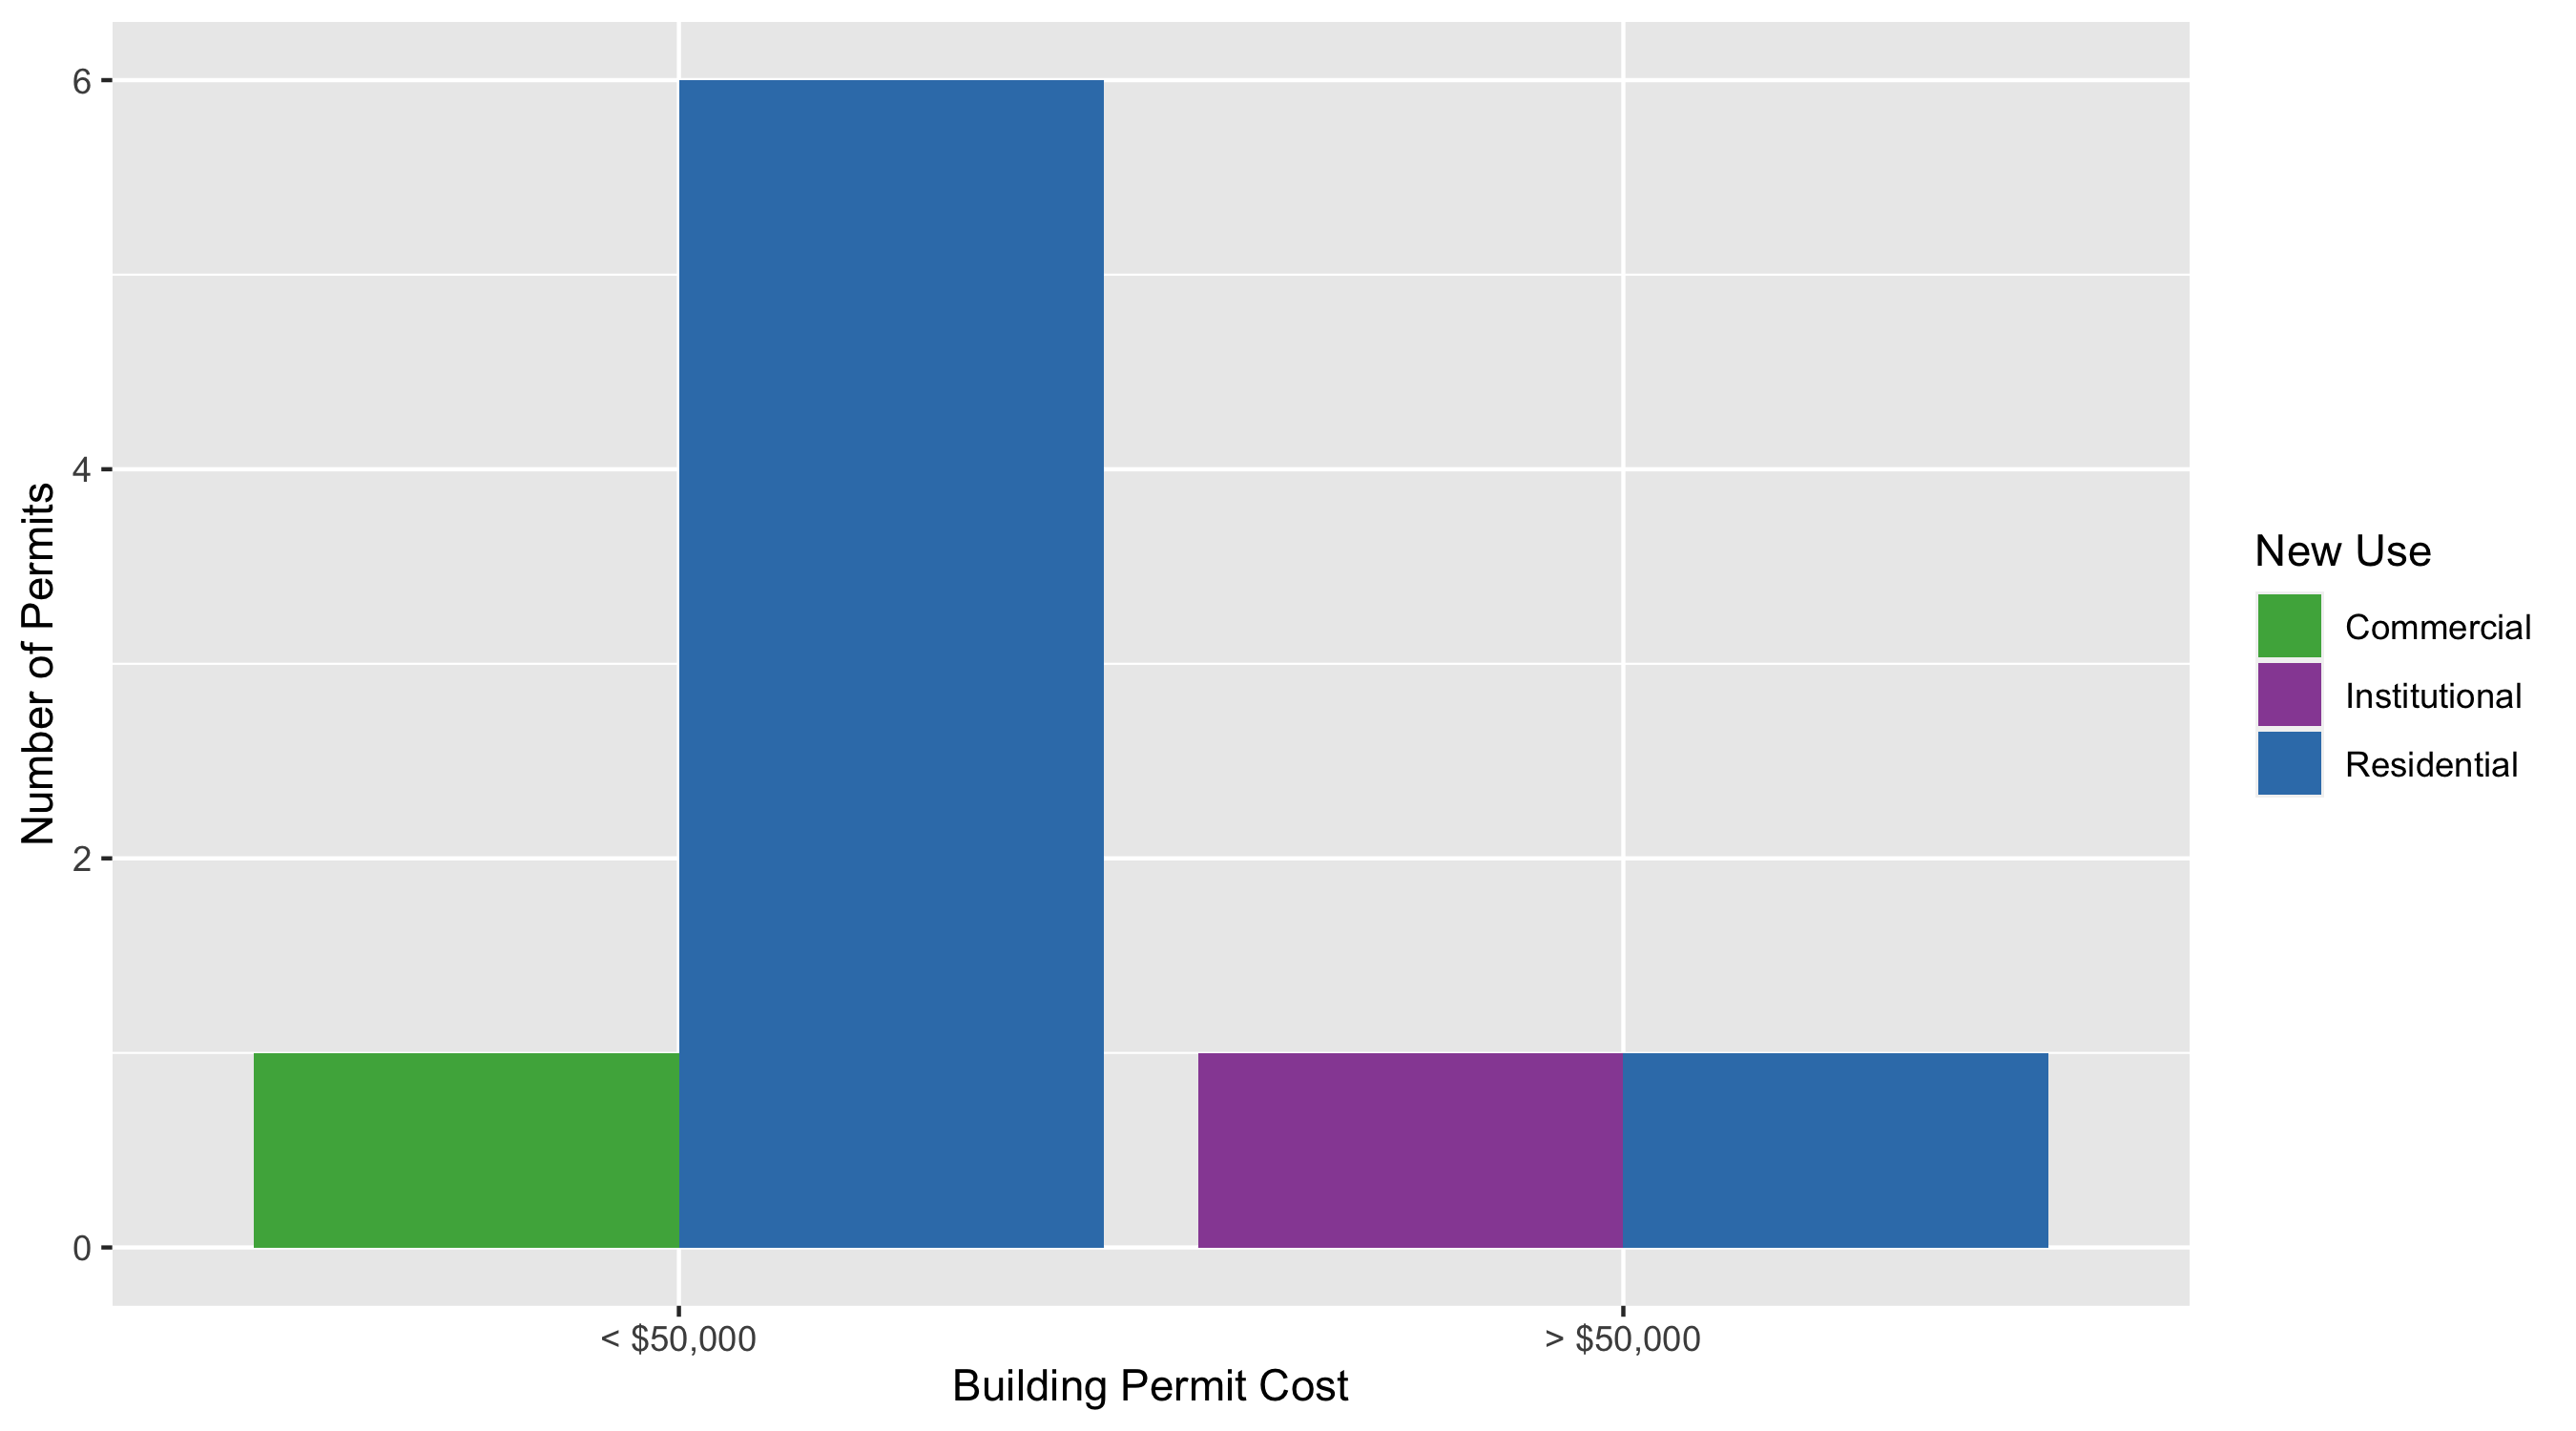 6
4
2
0
Number of Permits
< $50,000
> $50,000
Building Permit Cost
New Use
Commercial
Institutional
Residential